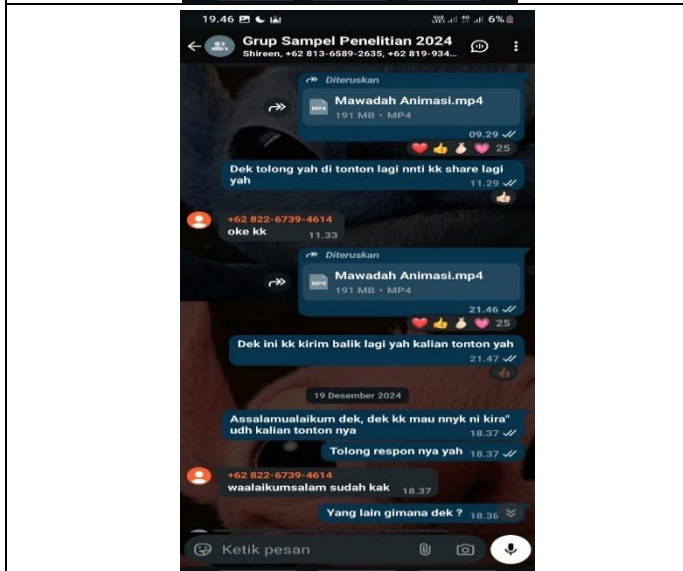 19.46
6%
Grup Sampel Penelitian 2024
Shireen, +62 813-6589-2635, +62 819-934...
Diteruskan
Mawadah Animasi.mp4
MP4
191 MB • MP4
09.29
25
Dek tolong yah di tonton lagi nnti kk share lagi
yah
11.29
+62 822-6739-4614
oke kk
11.33
Diteruskan
Mawadah Animasi.mp4
MP4
191 MB • MP4
21.46
25
Dek ini kk kirim balik lagi yah kalian tonton yah
21.47
19 Desember 2024
Assalamualaikum dek, dek kk mau nnyk ni kira"
udh kalian tonton nya
18.37
Tolong respon nya yah 18.37
+62 822-6739-4614
waalaikumsalam sudah kak 18.37
Yang lain gimana dek ? 18.38
Ketik pesan